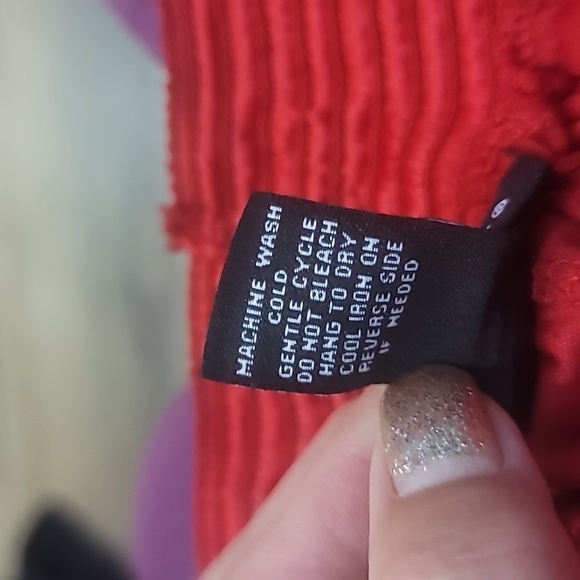 MACHINE WASH
COLD
GENTLE CYCLE
DO NOT BLEACH
HANG TO DRY
COOL IRON ON
REVERSE SIDE
IF NEEDED